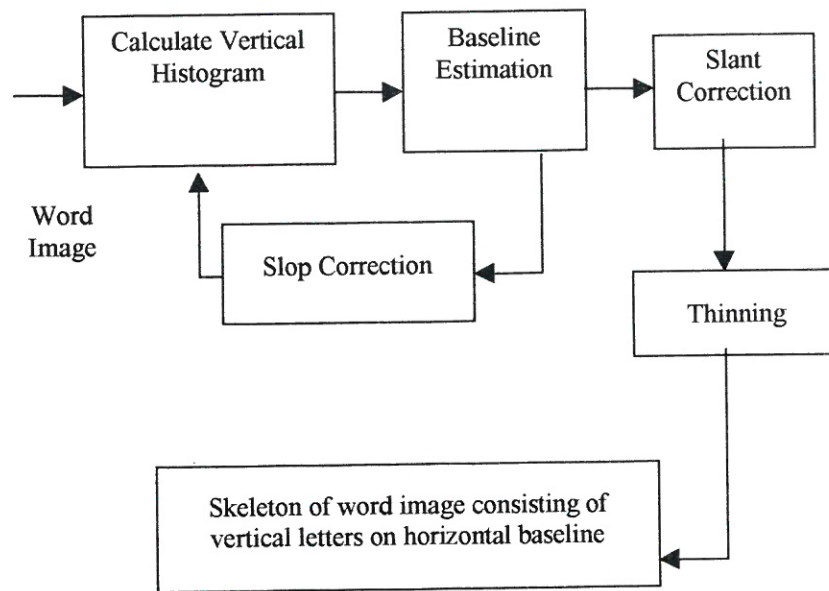 Calculate Vertical
Histogram
Baseline
Estimation
Slant
Correction
Word
Image
Slop Correction
Thinning
Skeleton of word image consisting of
vertical letters on horizontal baseline